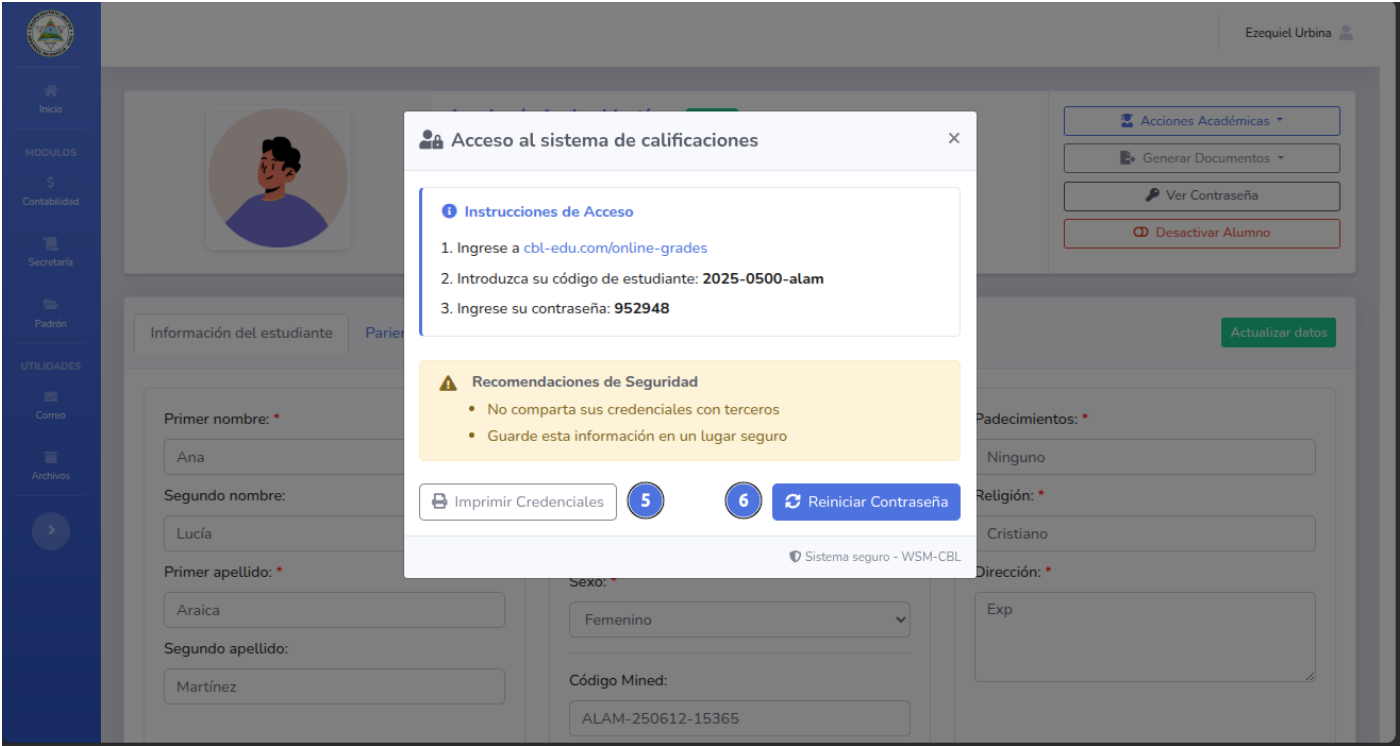 Ezequiel Urbina
Inicio
MODULOS
Contabilidad
Secretaría
Padrón
UTILIDADES
Correo
Archivos
Acciones Académicas
Generar Documentos
Ver Contraseña
Desactivar Alumno
Acceso al sistema de calificaciones
Instrucciones de Acceso
1. Ingrese a cbl-edu.com/online-grades
2. Introduzca su código de estudiante: 2025-0500-alam
3. Ingrese su contraseña: 952948
Recomendaciones de Seguridad
• No comparta sus credenciales con terceros
• Guarde esta información en un lugar seguro
Imprimir Credenciales
5
6
Reiniciar Contraseña
Sistema seguro - WSM-CBL
Información del estudiante
Actualizar datos
Primer nombre: *
Ana
Segundo nombre:
Lucía
Primer apellido: *
Araica
Segundo apellido:
Martínez
Sexo: *
Femenino
Código Mined:
ALAM-250612-15365
Padecimientos: *
Ninguno
Religión: *
Cristiano
Dirección: *
Exp